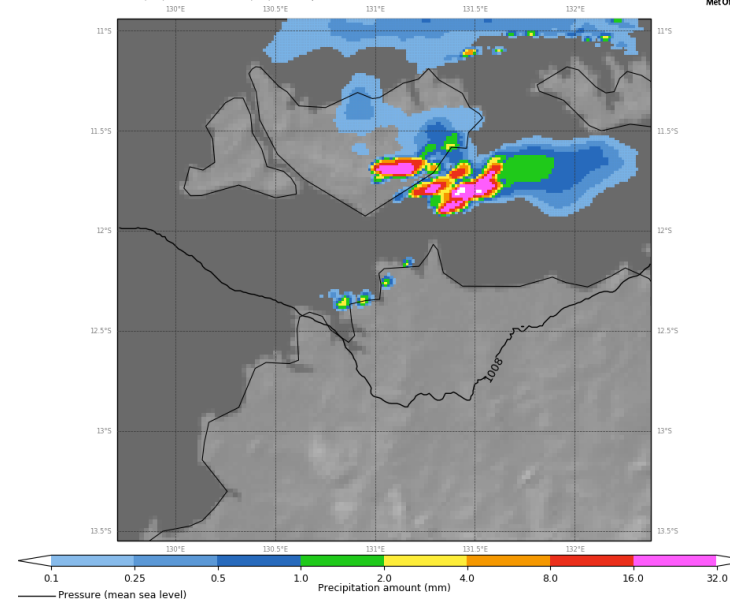 Met Of
130°E 130.5°E 131°E 131.5°E 132°E
11°S 11°S
11.5°S 11.5°S
12°S 12°S
12.5°S 12.5°S
1008
13°S 13°S
13.5°S 13.5°S
130°E 130.5°E 131°E 131.5°E 132°E
0.1 0.25 0.5 1.0 2.0 4.0 8.0 16.0 32.0
Precipitation amount (mm)
Pressure (mean sea level)